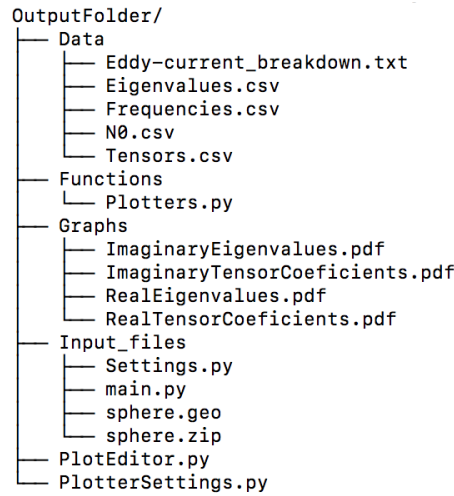 OutputFolder/
├── Data
│   ├── Eddy-current_breakdown.txt
│   ├── Eigenvalues.csv
│   ├── Frequencies.csv
│   ├── N0.csv
│   └── Tensors.csv
├── Functions
│   └── Plotters.py
├── Graphs
│   ├── ImaginaryEigenvalues.pdf
│   ├── ImaginaryTensorCoeficients.pdf
│   ├── RealEigenvalues.pdf
│   └── RealTensorCoeficients.pdf
├── Input_files
│   ├── Settings.py
│   ├── main.py
│   ├── sphere.geo
│   └── sphere.zip
├── PlotEditor.py
└── PlotterSettings.py